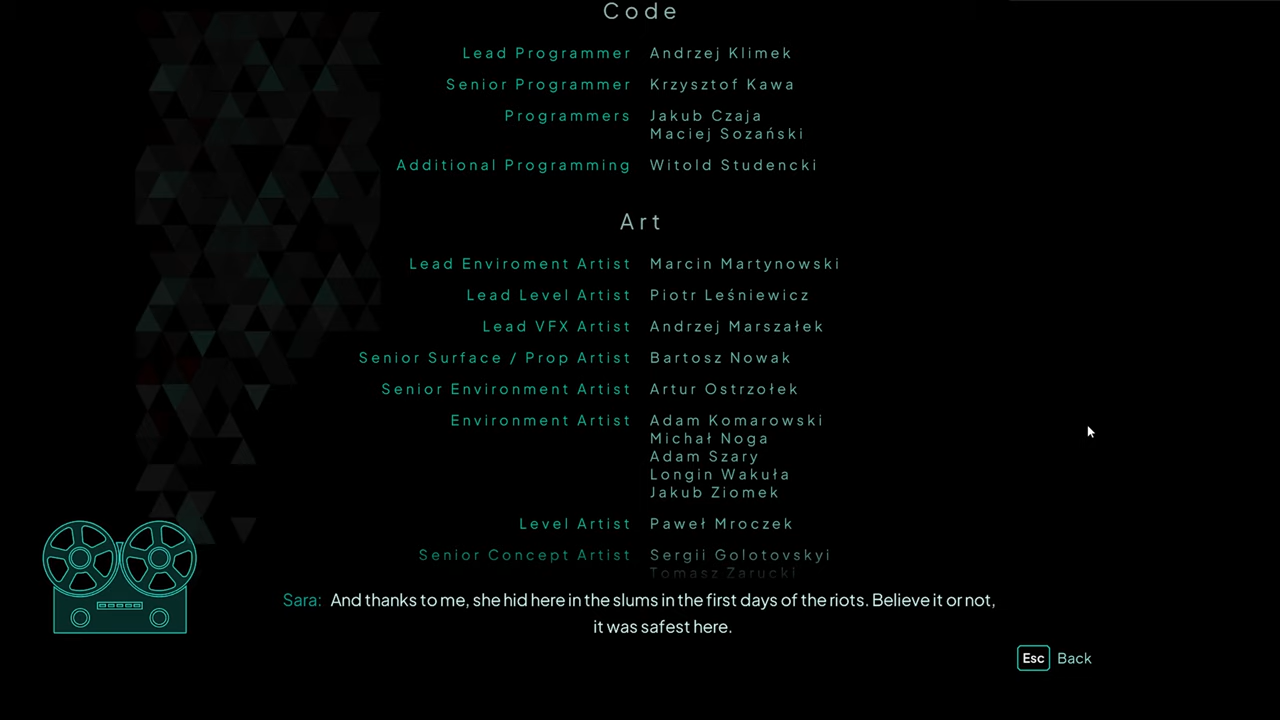 Code
Lead Programmer Andrzej Klimek
Senior Programmer Krzysztof Kawa
Programmers Jakub Czaja
Maciej Sozański
Additional Programming Witold Studencki
Art
Lead Enviroment Artist Marcin Martynowski
Lead Level Artist Piotr Leśniewicz
Lead VFX Artist Andrzej Marszałek
Senior Surface / Prop Artist Bartosz Nowak
Senior Environment Artist Artur Ostrzołek
Environment Artist Adam Komarowski
Michał Noga
Adam Szary
Longin Wakuła
Jakub Ziomek
Level Artist Paweł Mroczek
Senior Concept Artist Sergii Golotovskyi
Tomasz Zarucki
Sara: And thanks to me, she hid here in the slums in the first days of the riots. Believe it or not,
it was safest here.
Esc Back